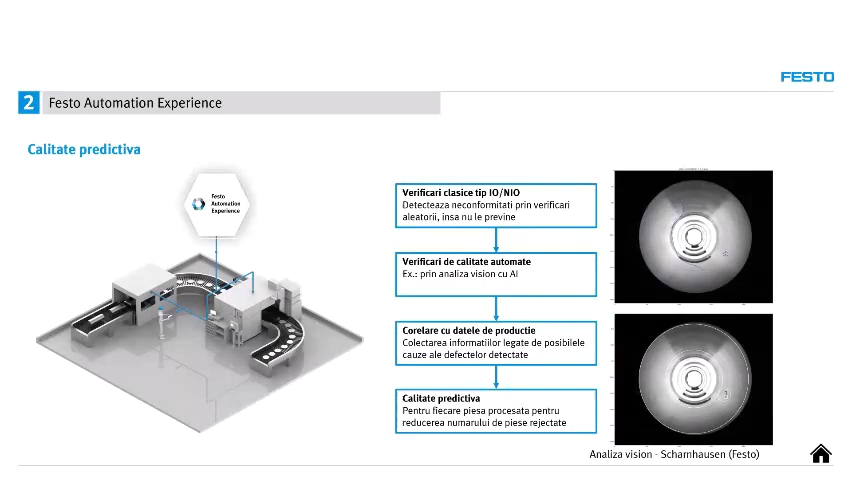 FESTO
2 Festo Automation Experience
Calitate predictiva
Festo
Automation
Experience
Verificari clasice tip IO/NIO
Detecteaza neconformitati prin verificari
aleatorii, insa nu le previne
Verificari de calitate automate
Ex.: prin analiza vision cu AI
Corelare cu datele de productie
Colectarea informatiilor legate de posibilele
cauze ale defectelor detectate
Calitate predictiva
Pentru fiecare piesa procesata pentru
reducerea numarului de piese rejectate
Analiza vision - Scharnhausen (Festo)